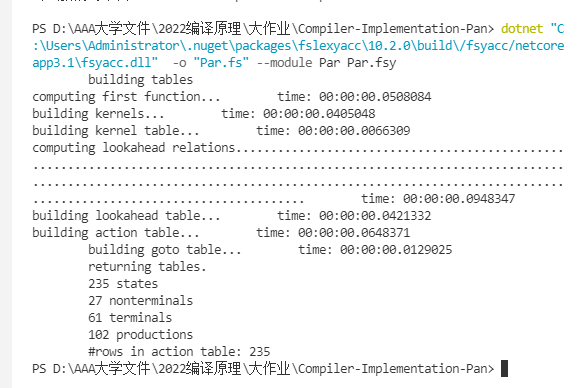 PS D:\AAA大学文件\2022编译原理\大作业\Compiler-Implementation-Pan> dotnet "C
:\Users\Administrator\.nuget\packages\fslexyacc\10.2.0\build\/fsyacc/netcore
app3.1\fsyacc.dll"  -o "Par.fs" --module Par Par.fsy
        building tables
computing first function...        time: 00:00:00.0508084
building kernels...        time: 00:00:00.0405048
building kernel table...        time: 00:00:00.0066309
computing lookahead relations...............................................
............................................................................
............................................................................
.......................................        time: 00:00:00.0948347
building lookahead table...        time: 00:00:00.0421332
building action table...        time: 00:00:00.0648371
        building goto table...        time: 00:00:00.0129025
        returning tables.
        235 states
        27 nonterminals
        61 terminals
        102 productions
        #rows in action table: 235
PS D:\AAA大学文件\2022编译原理\大作业\Compiler-Implementation-Pan>